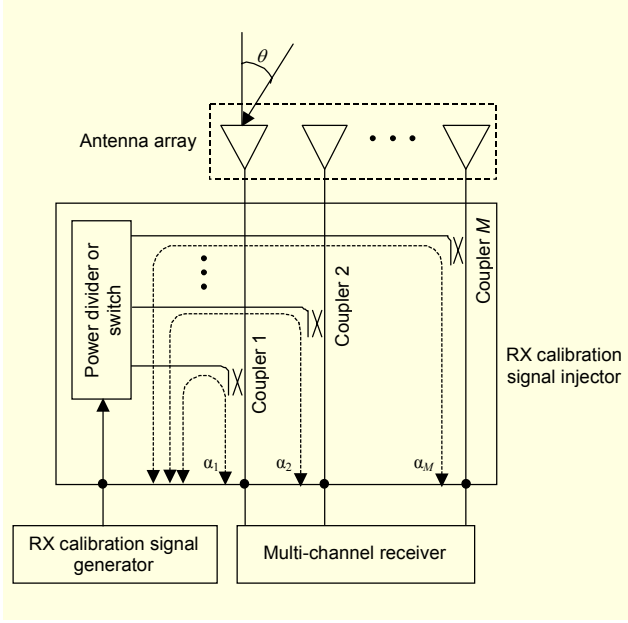 θ
Antenna array
Power divider or
switch
Coupler 1
Coupler 2
Coupler M
RX calibration
signal injector
α1
α2
αM
RX calibration signal
generator
Multi-channel receiver